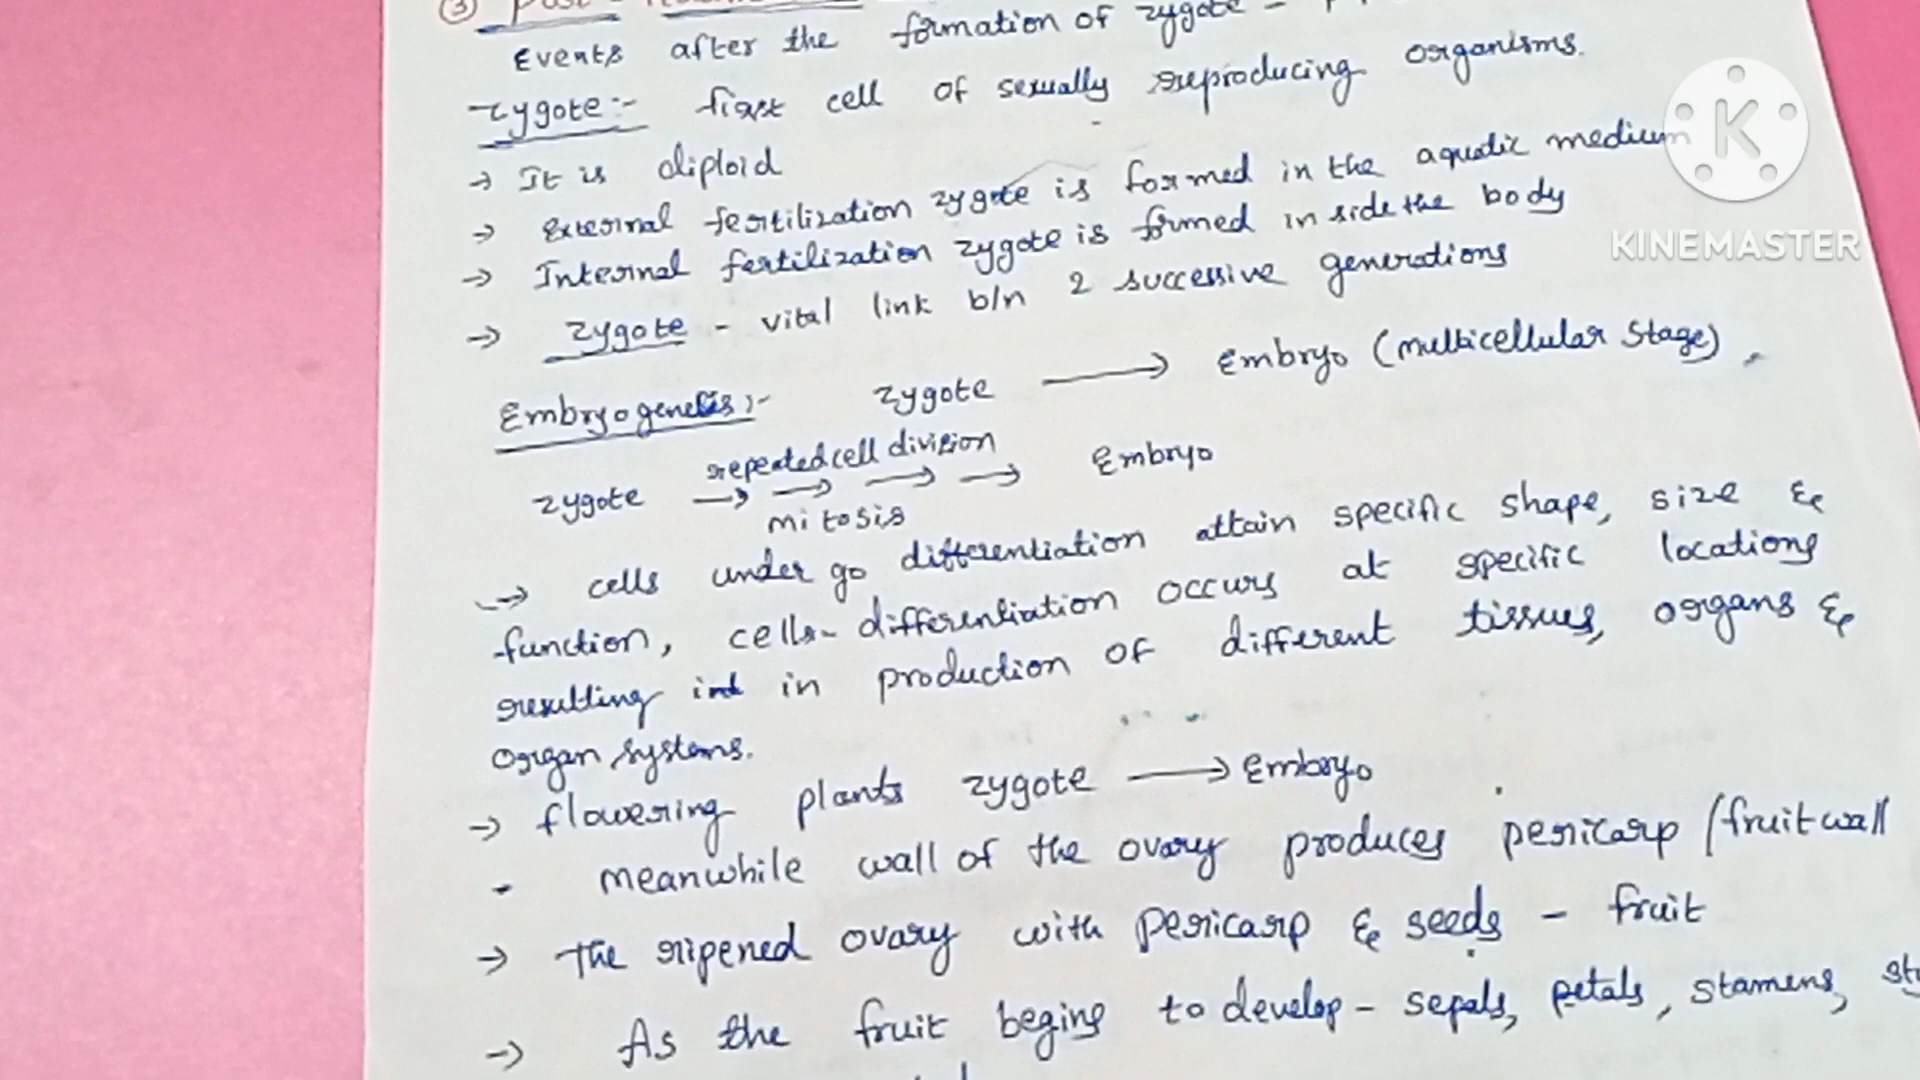 ③ Post -
Events after the formation of zygote -
Zygote:- first cell of sexually reproducing organisms.
→ It is diploid
→ External fertilization zygote is formed in the aquatic medium
→ Internal fertilization zygote is formed in side the body
→ Zygote - vital link b/n 2 successive generations
Embryogenesis:- Zygote → Embryo (multicellular stage)
repeated cell division
zygote → → → → Embryo
mitosis
→ cells under go differentiation attain specific shape, size &
function, cells- differentiation occurs at specific locations
resulting in in production of different tissues, organs &
organ systems.
→ flowering plants zygote → Embryo
- meanwhile wall of the ovary produces pericarp / fruit wall
→ The ripened ovary with pericarp & seeds - fruit
→ As the fruit begins to develop - sepals, petals, stamens,
K
KINEMASTER